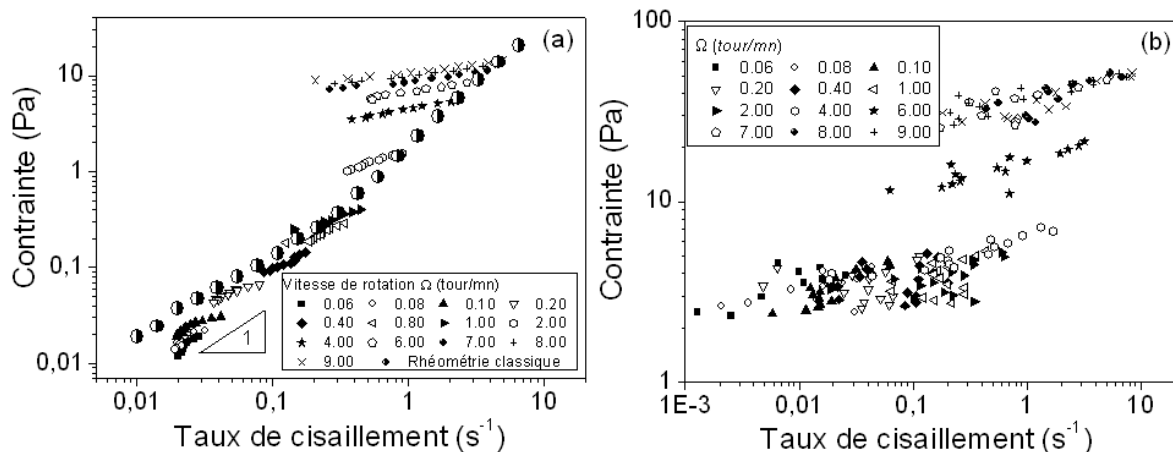 (a)
Contrainte (Pa)
10
1
0,1
0,01
0,01 0,1 1 10
Taux de cisaillement (s⁻¹)
1
Vitesse de rotation Ω (tour/mn)
0.06 0.08 0.10 0.20
0.40 0.80 1.00 2.00
4.00 6.00 7.00 8.00
9.00 Rhéométrie classique
(b)
Contrainte (Pa)
100
10
1
1E-3 0,01 0,1 1 10
Taux de cisaillement (s⁻¹)
Ω (tour/mn)
0.06 0.08 0.10
0.20 0.40 1.00
2.00 4.00 6.00
7.00 8.00 9.00